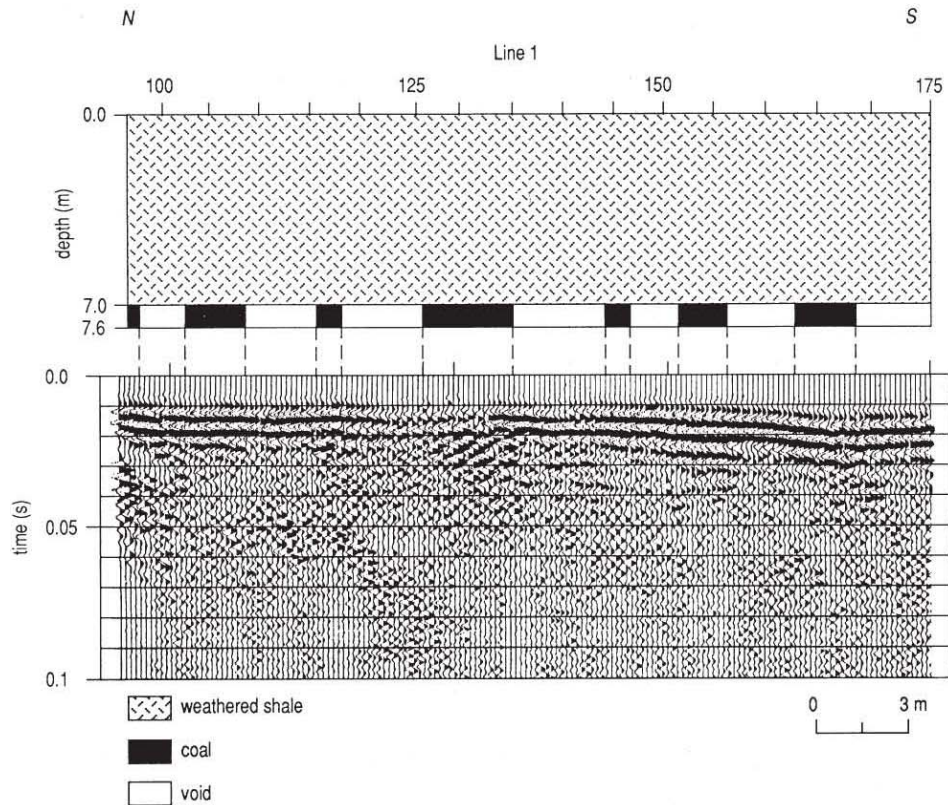 N S
Line 1
100 125 150 175
0.0
depth (m)
7.0
7.6
0.0
time (s)
0.05
0.1
weathered shale
0 3 m
coal
void